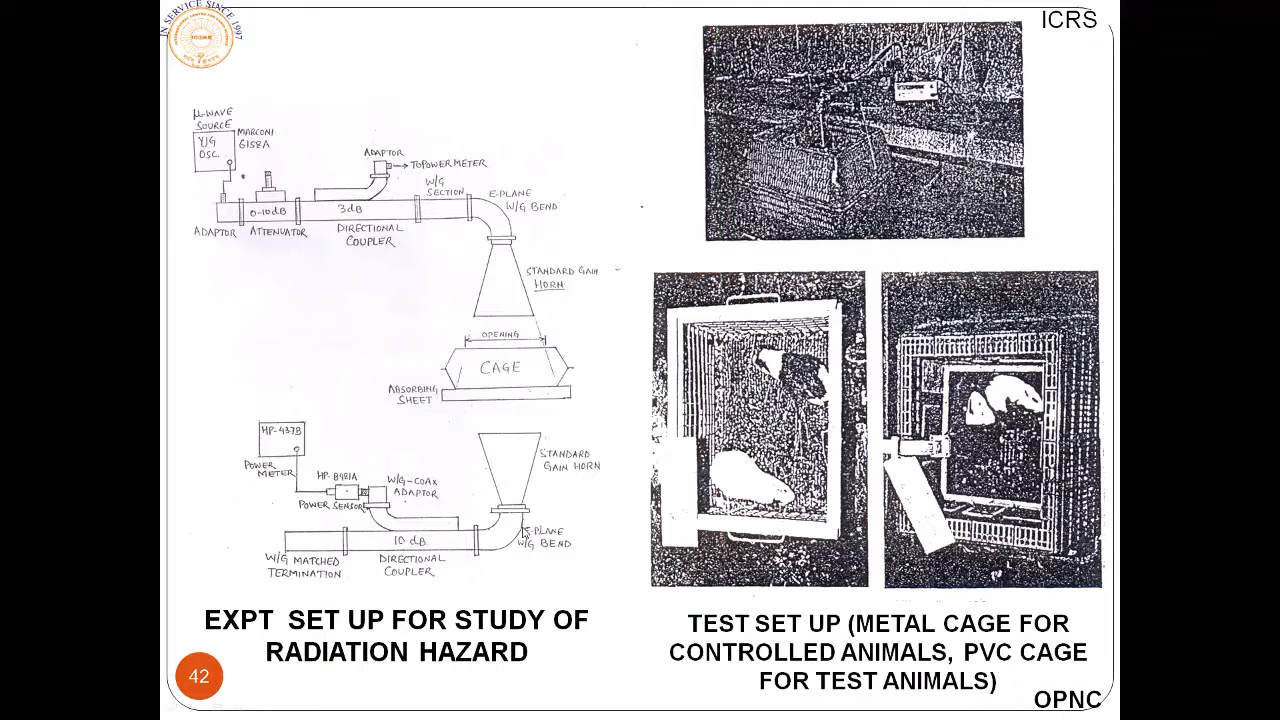 IN SERVICE SINCE 1997
ICRS
μ-WAVE
SOURCE
Y/G
OSC.
MARCONI
6158A
ADAPTOR
TO POWER METER
W/G
SECTION
E-PLANE
W/G BEND
0-10dB
3dB
ADAPTOR
ATTENUATOR
DIRECTIONAL
COUPLER
STANDARD GAIN
HORN
OPENING
CAGE
ABSORBING
SHEET
HP-437B
POWER
METER
HP-8481A
POWER SENSOR
W/G-COAX
ADAPTOR
STANDARD
GAIN HORN
10 dB
E-PLANE
W/G BEND
W/G MATCHED
TERMINATION
DIRECTIONAL
COUPLER
EXPT SET UP FOR STUDY OF
RADIATION HAZARD
TEST SET UP (METAL CAGE FOR
CONTROLLED ANIMALS, PVC CAGE
FOR TEST ANIMALS)
42
OPNC